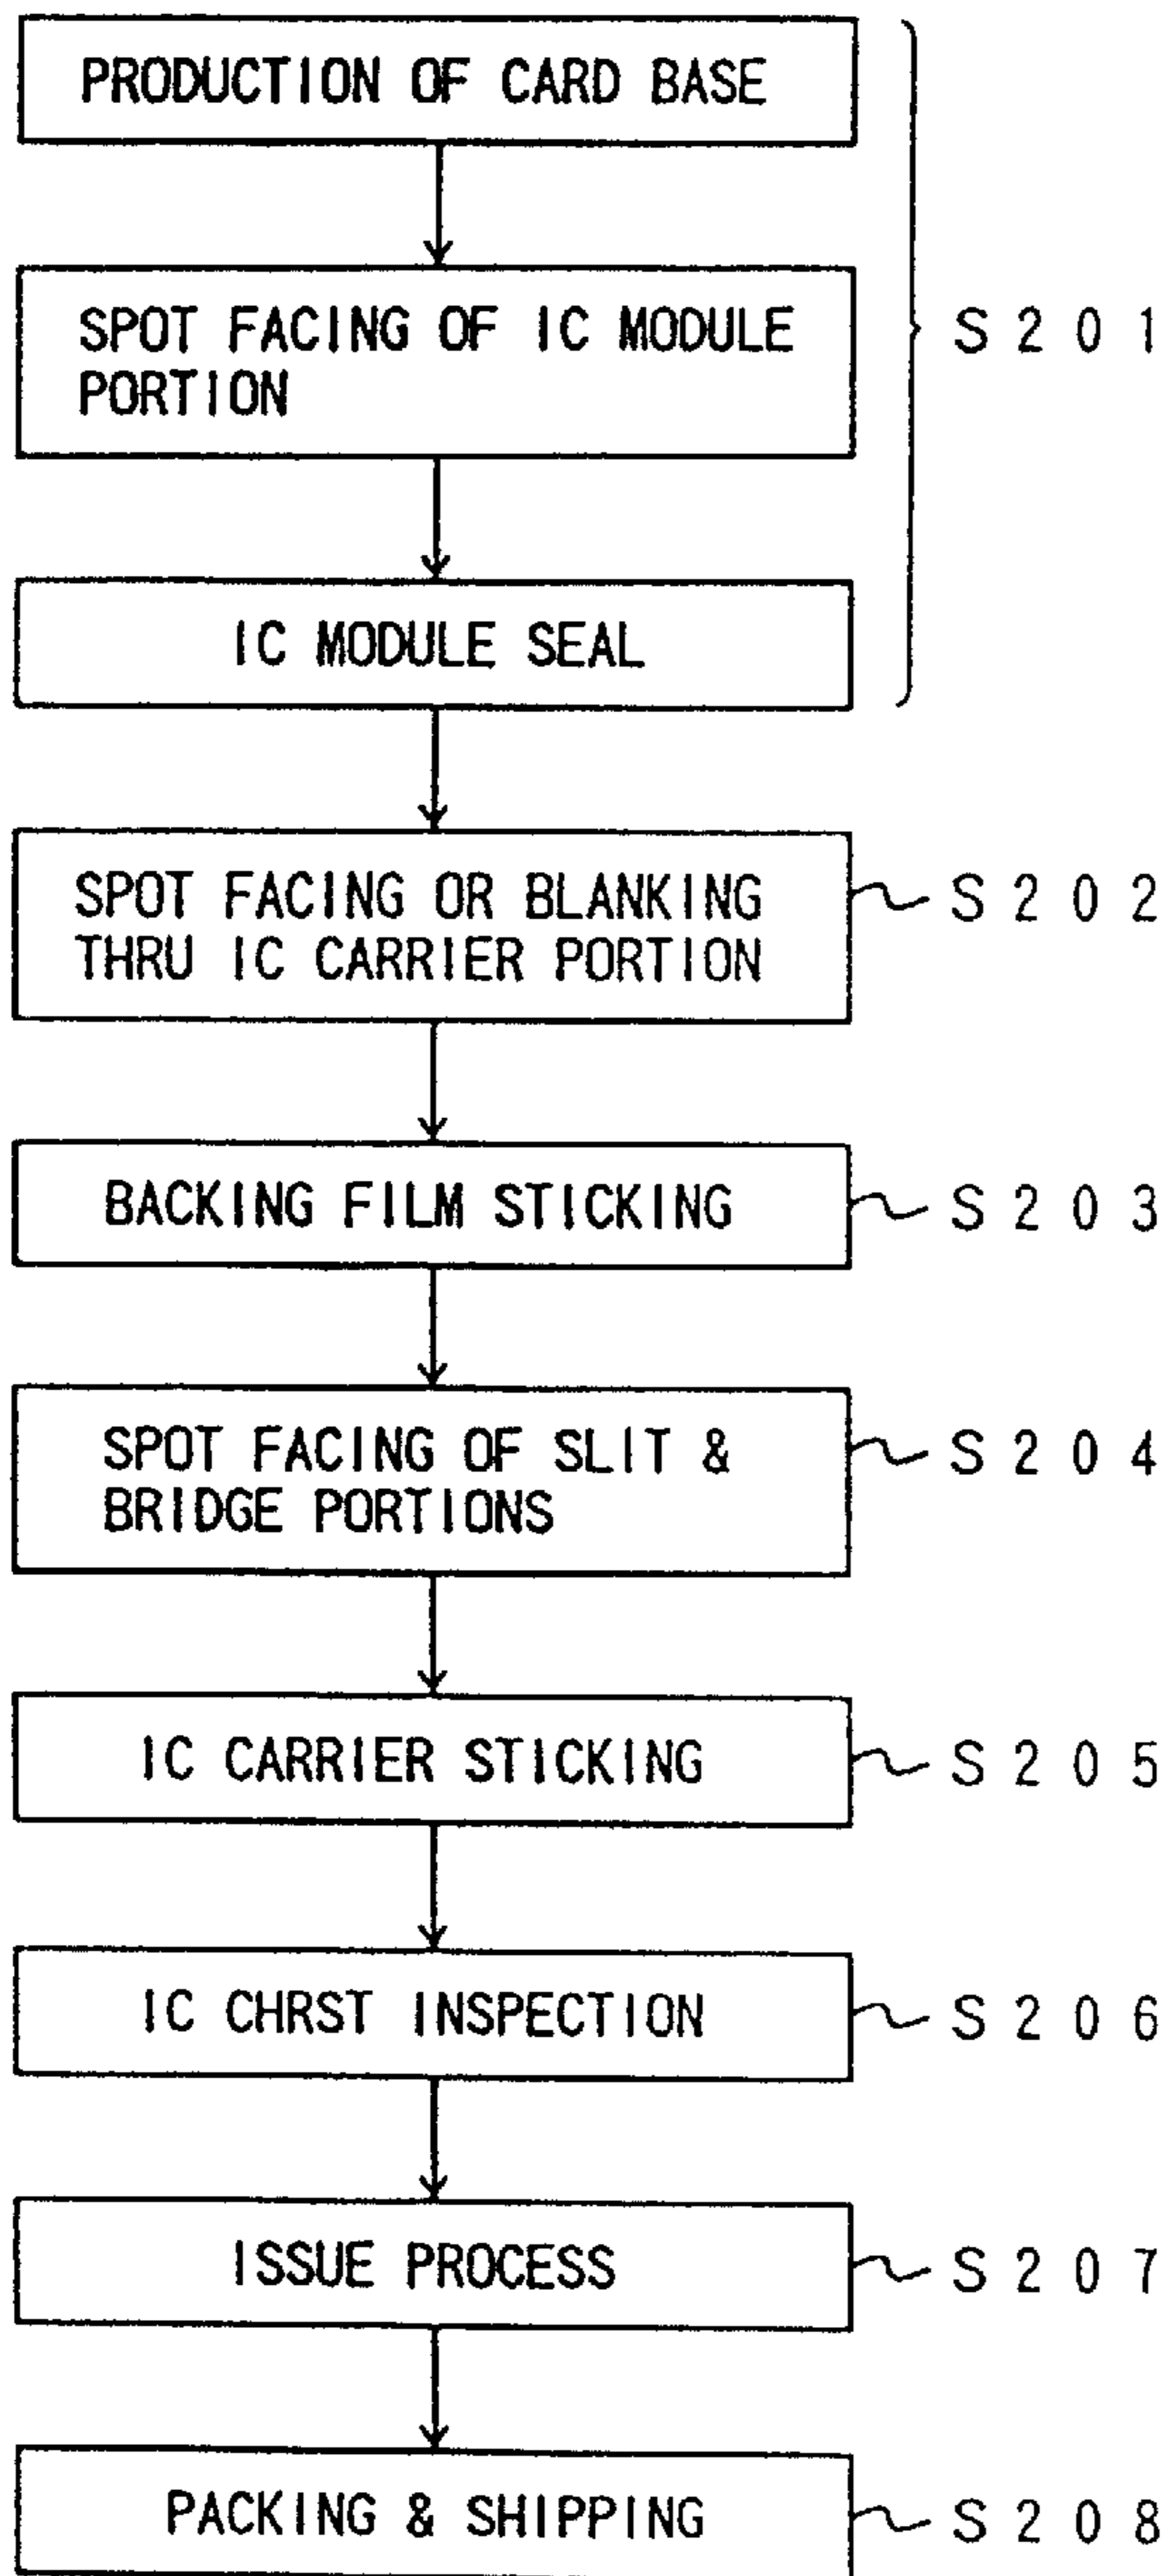 PRODUCTION OF CARD BASE
SPOT FACING OF IC MODULE
PORTION
S201
IC MODULE SEAL
SPOT FACING OR BLANKING
THRU IC CARRIER PORTION
S202
BACKING FILM STICKING
S203
SPOT FACING OF SLIT &
BRIDGE PORTIONS
S204
IC CARRIER STICKING
S205
IC CHRST INSPECTION
S206
ISSUE PROCESS
S207
PACKING & SHIPPING
S208